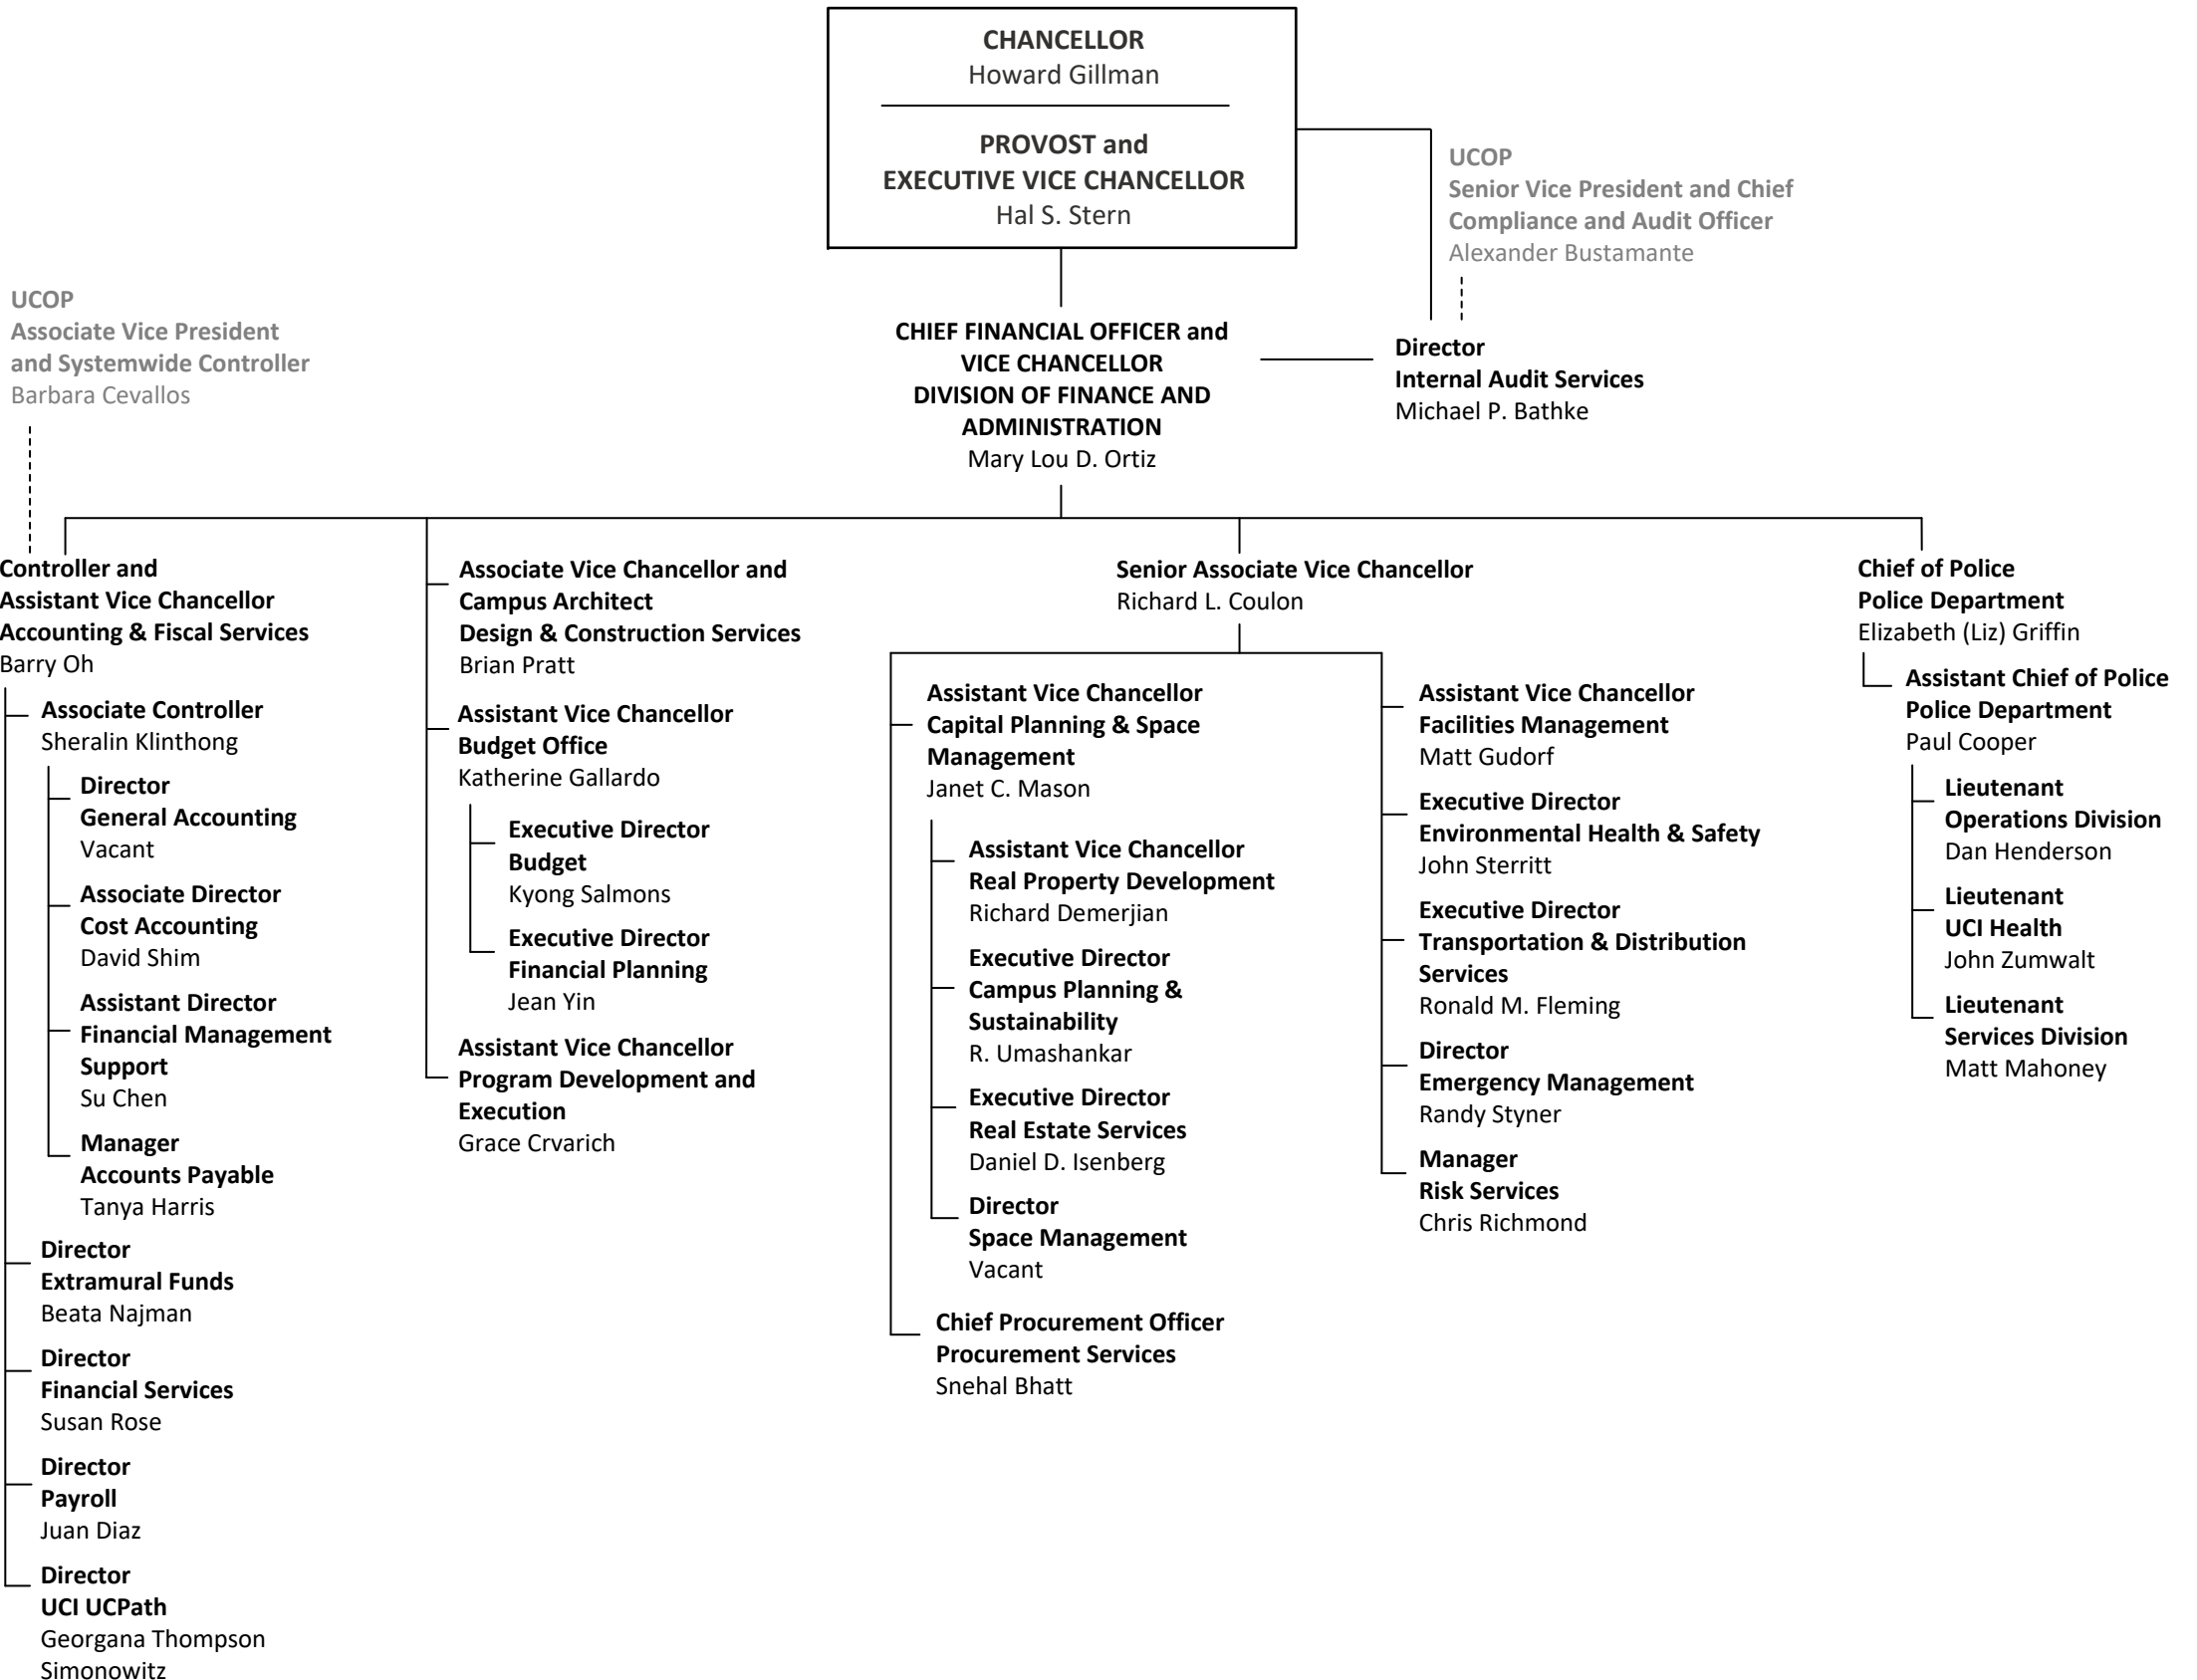 CHANCELLOR
Howard Gillman
PROVOST and
EXECUTIVE VICE CHANCELLOR
Hal S. Stern
UCOP
Senior Vice President and Chief
Compliance and Audit Officer
Alexander Bustamante
UCOP
Associate Vice President
and Systemwide Controller
Barbara Cevallos
CHIEF FINANCIAL OFFICER and
VICE CHANCELLOR
DIVISION OF FINANCE AND
ADMINISTRATION
Mary Lou D. Ortiz
Director
Internal Audit Services
Michael P. Bathke
Controller and
Assistant Vice Chancellor
Accounting & Fiscal Services
Barry Oh
Associate Controller
Sheralin Klinthong
Director
General Accounting
Vacant
Associate Director
Cost Accounting
David Shim
Assistant Director
Financial Management
Support
Su Chen
Manager
Accounts Payable
Tanya Harris
Director
Extramural Funds
Beata Najman
Director
Financial Services
Susan Rose
Director
Payroll
Juan Diaz
Director
UCI UCPath
Georgana Thompson
Simonowitz
Associate Vice Chancellor and
Campus Architect
Design & Construction Services
Brian Pratt
Assistant Vice Chancellor
Budget Office
Katherine Gallardo
Executive Director
Budget
Kyong Salmons
Executive Director
Financial Planning
Jean Yin
Assistant Vice Chancellor
Program Development and
Execution
Grace Crvarich
Senior Associate Vice Chancellor
Richard L. Coulon
Assistant Vice Chancellor
Capital Planning & Space
Management
Janet C. Mason
Assistant Vice Chancellor
Real Property Development
Richard Demerjian
Executive Director
Campus Planning &
Sustainability
R. Umashankar
Executive Director
Real Estate Services
Daniel D. Isenberg
Director
Space Management
Vacant
Chief Procurement Officer
Procurement Services
Snehal Bhatt
Assistant Vice Chancellor
Facilities Management
Matt Gudorf
Executive Director
Environmental Health & Safety
John Sterritt
Executive Director
Transportation & Distribution
Services
Ronald M. Fleming
Director
Emergency Management
Randy Styner
Manager
Risk Services
Chris Richmond
Chief of Police
Police Department
Elizabeth (Liz) Griffin
Assistant Chief of Police
Police Department
Paul Cooper
Lieutenant
Operations Division
Dan Henderson
Lieutenant
UCI Health
John Zumwalt
Lieutenant
Services Division
Matt Mahoney